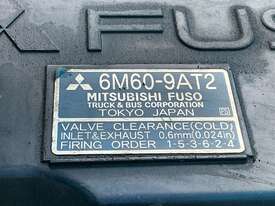 K FUS
6M60-9AT2
MITSUBISHI FUSO
TRUCK & BUS CORPORATION
TOKYO JAPAN
VALVE CLEARANCE(COLD)
INLET&EXHAUST 0.6mm(0.024in)
FIRING ORDER 1-5-3-6-2-4